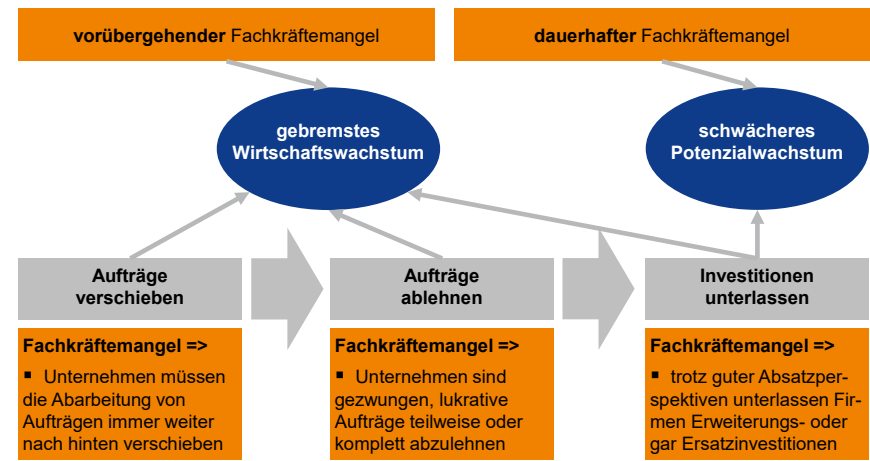 vorübergehender Fachkräftemangel
dauerhafter Fachkräftemangel
gebremstes
Wirtschaftswachstum
schwächeres
Potenzialwachstum
Aufträge
verschieben
Aufträge
ablehnen
Investitionen
unterlassen
Fachkräftemangel =>
▪ Unternehmen müssen
die Abarbeitung von
Aufträgen immer weiter
nach hinten verschieben
Fachkräftemangel =>
▪ Unternehmen sind
gezwungen, lukrative
Aufträge teilweise oder
komplett abzulehnen
Fachkräftemangel =>
▪ trotz guter Absatzper-
spektiven unterlassen Fir-
men Erweiterungs- oder
gar Ersatzinvestitionen